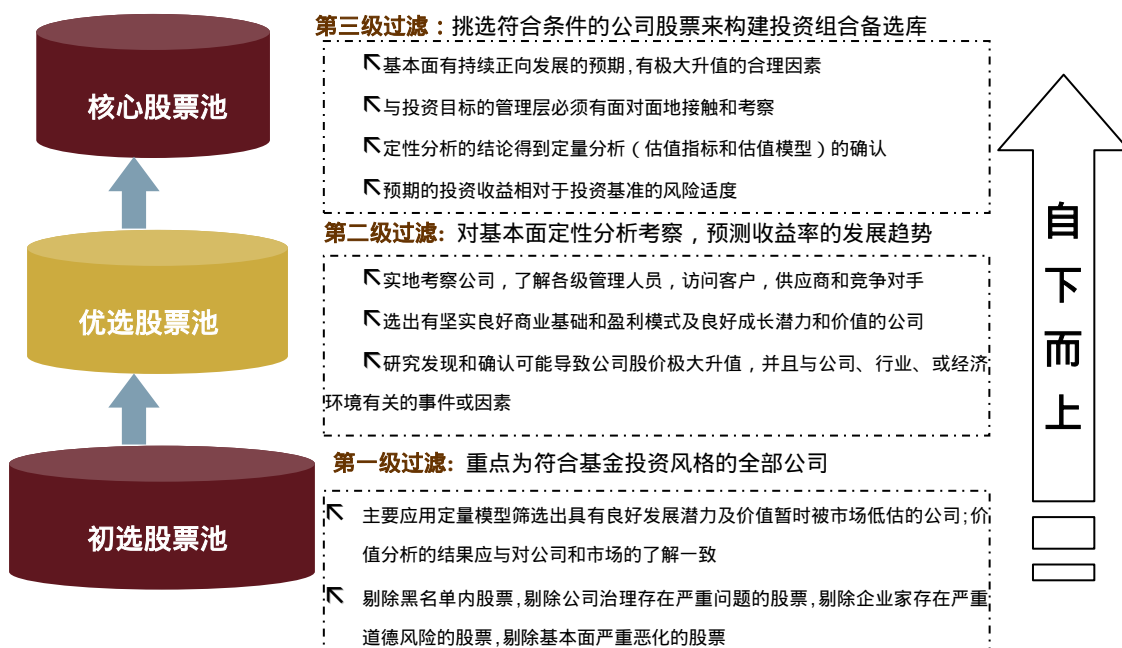 第三级过滤：挑选符合条件的公司股票来构建投资组合备选库
基本面有持续正向发展的预期,有极大升值的合理因素
核心股票池
与投资目标的管理层必须有面对面地接触和考察
定性分析的结论得到定量分析（估值指标和估值模型）的确认
预期的投资收益相对于投资基准的风险适度
第二级过滤: 对基本面定性分析考察，预测收益率的发展趋势
实地考察公司，了解各级管理人员，访问客户，供应商和竞争对手
优选股票池
选出有坚实良好商业基础和盈利模式及良好成长潜力和价值的公司
研究发现和确认可能导致公司股价极大升值，并且与公司、行业、或经济
环境有关的事件或因素
第一级过滤: 重点为符合基金投资风格的全部公司
主要应用定量模型筛选出具有良好发展潜力及价值暂时被市场低估的公司;价
初选股票池
值分析的结果应与对公司和市场的了解一致
剔除黑名单内股票,剔除公司治理存在严重问题的股票,剔除企业家存在严重
道德风险的股票,剔除基本面严重恶化的股票
自
下
而
上